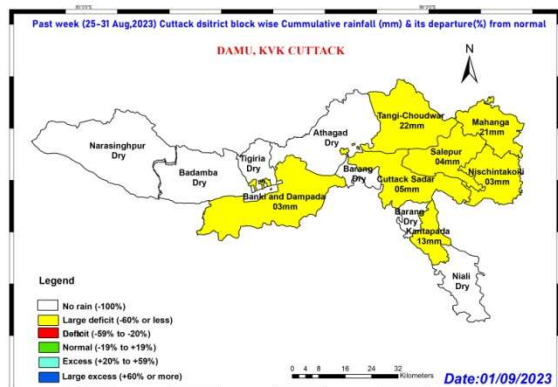 Past week (25-31 Aug,2023) Cuttack dsitrict block wise Cummulative rainfall (mm) & its departure(%) from normal
DAMU, KVK CUTTACK
N
Tangi-Choudwar
22mm
Mahanga
21mm
Athagad
Dry
Narasinghpur
Dry
Salepur
04mm
Tigiria
Dry
Badamba
Dry
Barang
Dry
Nischintakoili
03mm
Cuttack Sadar
05mm
Banki and Dampada
03mm
Barang
Dry
Kantapada
13mm
Niali
Dry
Legend
No rain (-100%)
Large deficit (-60% or less)
Deficit (-59% to -20%)
Normal (-19% to +19%)
Excess (+20% to +59%)
Large excess (+60% or more)
0 4 8 16 24 32
Kilometers
Date:01/09/2023